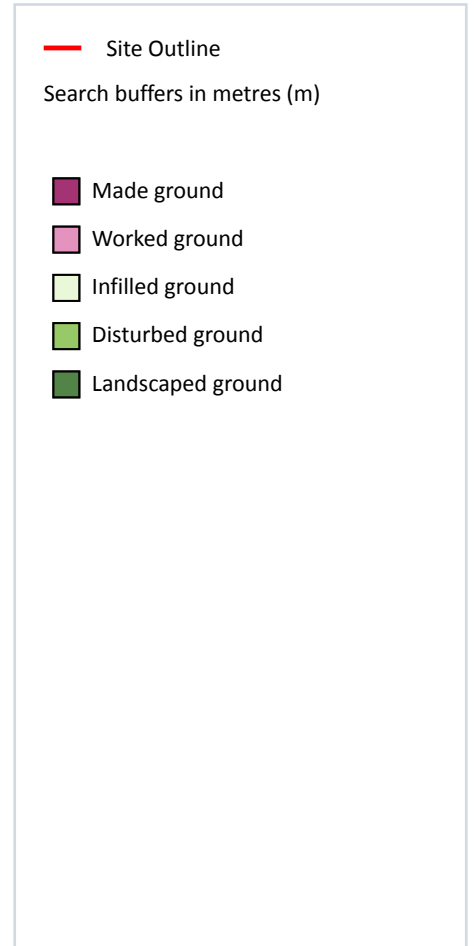 Site Outline
Search buffers in metres (m)
Made ground
Worked ground
Infilled ground
Disturbed ground
Landscaped ground